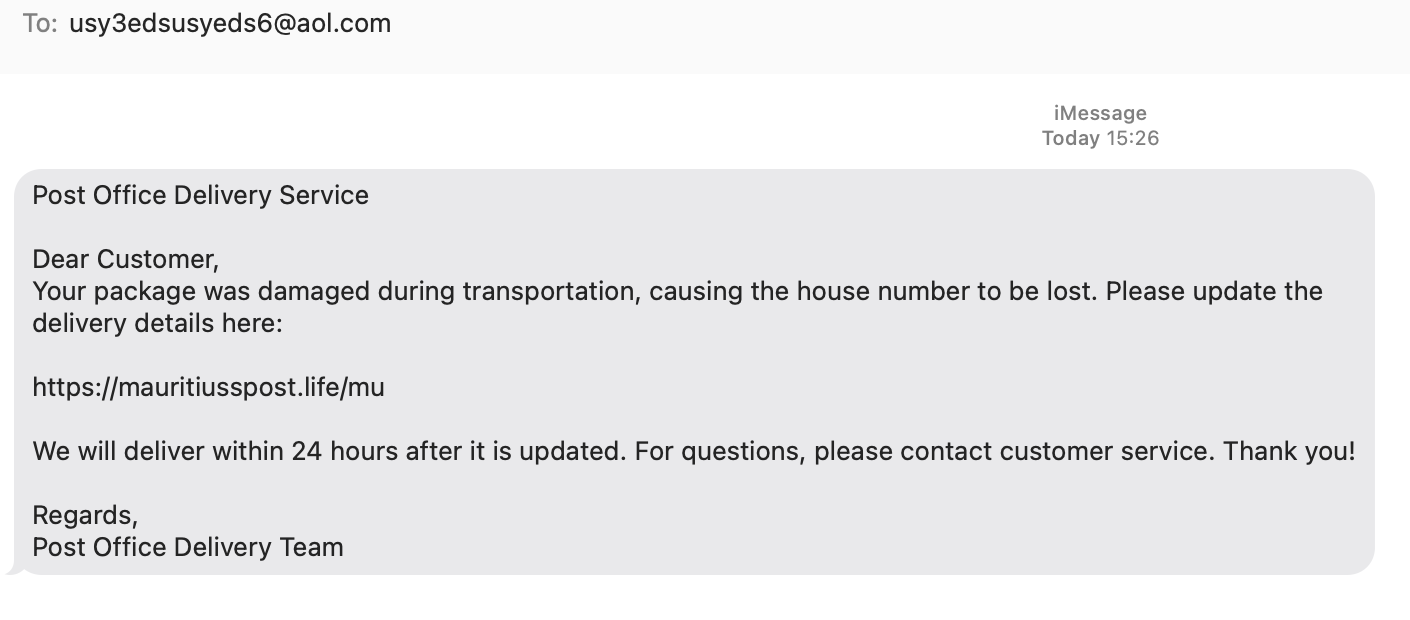 To: usy3edsusyeds6@aol.com
iMessage
Today 15:26
Post Office Delivery Service
Dear Customer,
Your package was damaged during transportation, causing the house number to be lost. Please update the
delivery details here:
https://mauritiusspost.life/mu
We will deliver within 24 hours after it is updated. For questions, please contact customer service. Thank you!
Regards,
Post Office Delivery Team